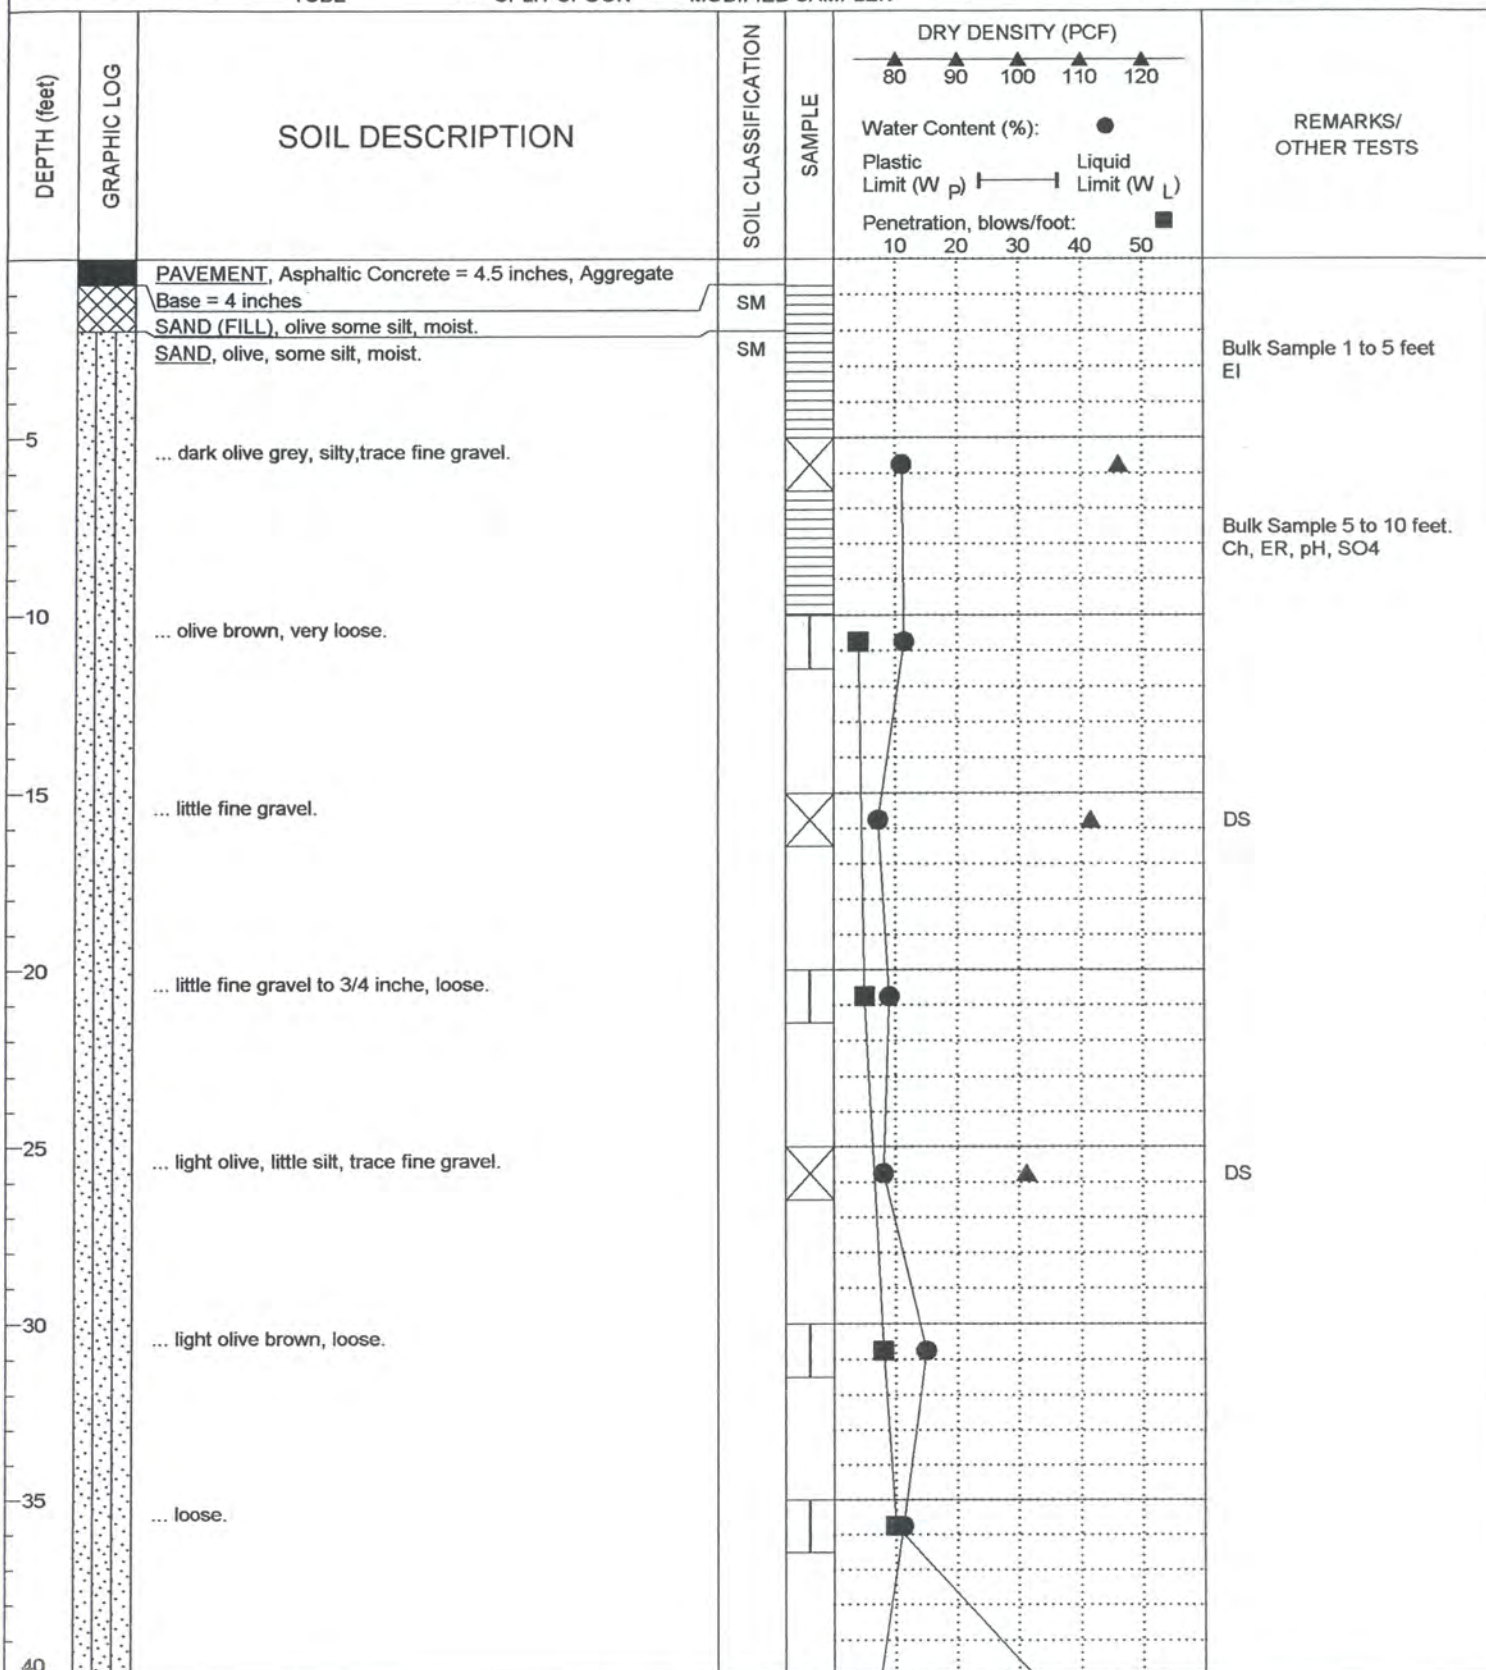 DEPTH (feet)
GRAPHIC LOG
SOIL DESCRIPTION
SOIL CLASSIFICATION
SAMPLE
DRY DENSITY (PCF)
80 90 100 110 120
Water Content (%):
Plastic Liquid
Limit (W P) Limit (W L)
Penetration, blows/foot:
10 20 30 40 50
REMARKS/
OTHER TESTS
PAVEMENT, Asphaltic Concrete = 4.5 inches, Aggregate
Base = 4 inches
SM
SAND (FILL), olive some silt, moist.
SAND, olive, some silt, moist.
SM
Bulk Sample 1 to 5 feet
EI
5
... dark olive grey, silty,trace fine gravel.
Bulk Sample 5 to 10 feet.
Ch, ER, pH, SO4
10
... olive brown, very loose.
15
... little fine gravel.
DS
20
... little fine gravel to 3/4 inche, loose.
25
... light olive, little silt, trace fine gravel.
DS
30
... light olive brown, loose.
35
... loose.
40